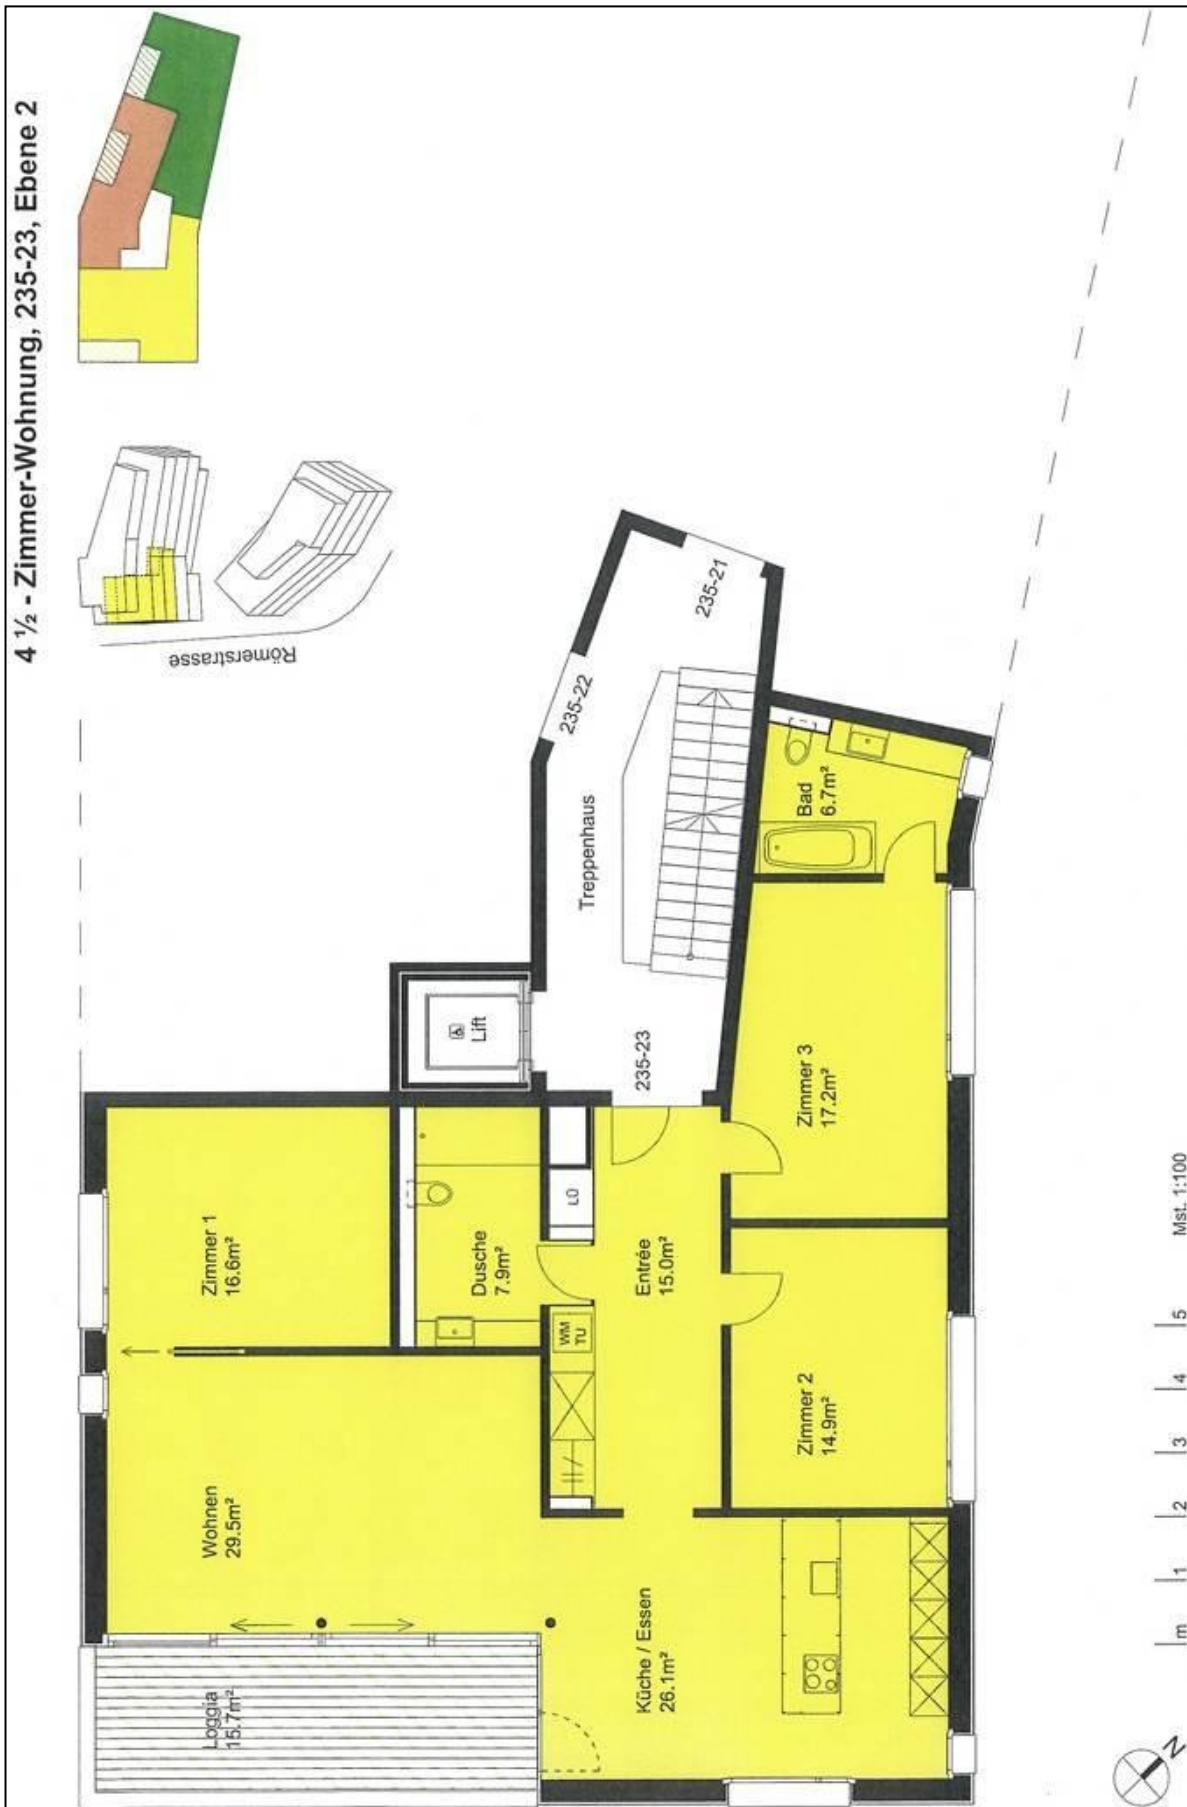 4 ½ - Zimmer-Wohnung, 235-23, Ebene 2
Römerstrasse
235-21
235-22
Treppenhaus
Bad
6.7m²
Lift
235-23
Zimmer 3
17.2m²
Zimmer 1
16.6m²
Dusche
7.9m²
LÜ
Entrée
15.0m²
WM
TU
Zimmer 2
14.9m²
Wohnen
29.5m²
Küche / Essen
26.1m²
Loggia
15.7m²
Mst. 1:100
m 1 2 3 4 5
N